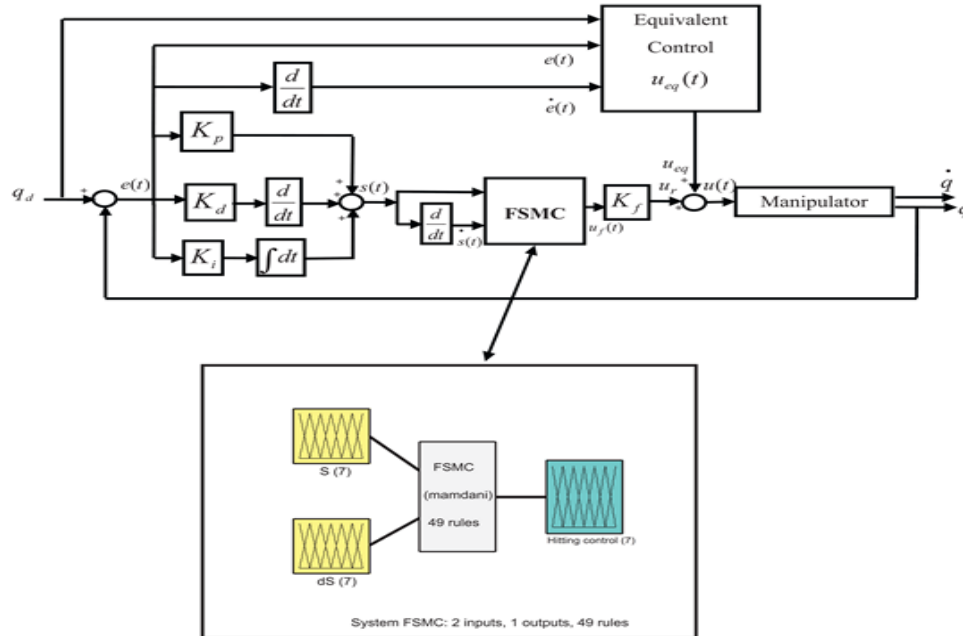 Equivalent
Control
u_eq(t)
e(t)
d/dt
ė(t)
K_p
u_eq
q_d
+
e(t)
K_d
d/dt
+
+
+
s(t)
d/dt
ṡ(t)
FSMC
u_f(t)
K_f
u_r
+
+
u(t)
Manipulator
q̇
q
K_i
∫dt
S (7)
dS (7)
FSMC
(mamdani)
49 rules
Hitting control (7)
System FSMC: 2 inputs, 1 outputs, 49 rules